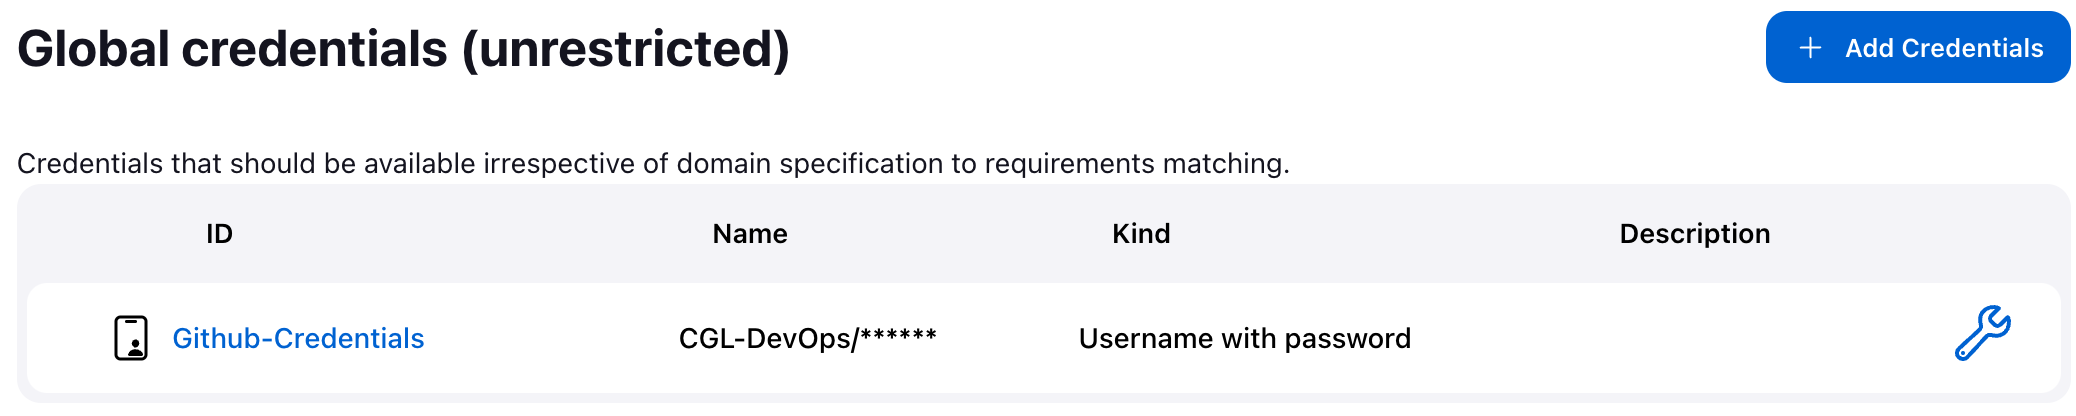 Global credentials (unrestricted)
+ Add Credentials
Credentials that should be available irrespective of domain specification to requirements matching.
ID Name Kind Description
Github-Credentials CGL-DevOps/****** Username with password